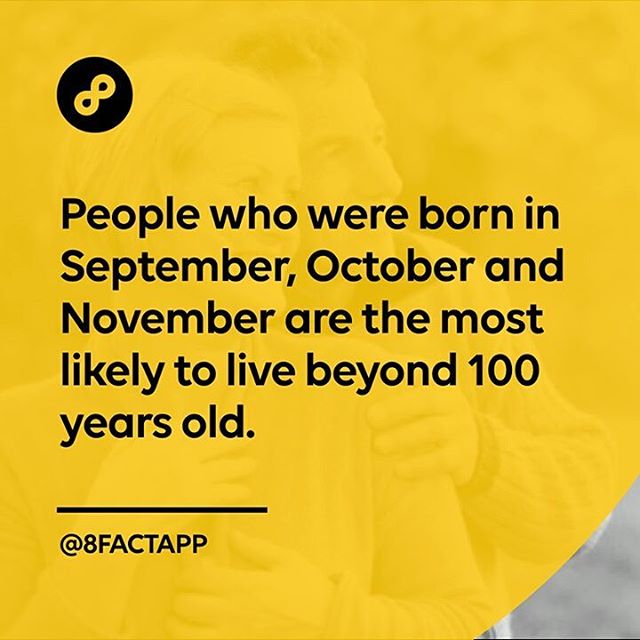 People who were born in
September, October and
November are the most
likely to live beyond 100
years old.
@8FACTAPP